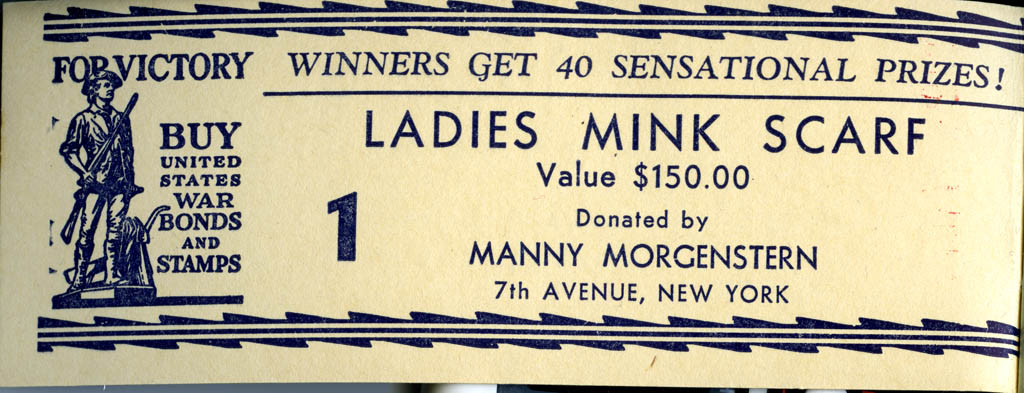 FOR VICTORY
BUY
UNITED
STATES
WAR
BONDS
AND
STAMPS
WINNERS GET 40 SENSATIONAL PRIZES!
1
LADIES MINK SCARF
Value $150.00
Donated by
MANNY MORGENSTERN
7th AVENUE, NEW YORK